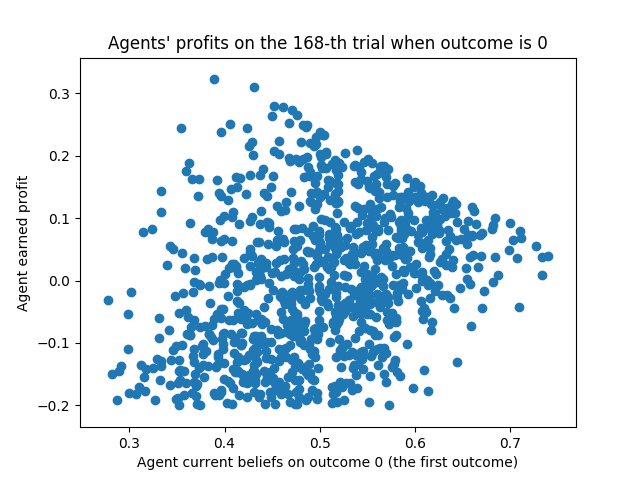 Agents' profits on the 168-th trial when outcome is 0
0.3
0.2
0.1
0.0
−0.1
−0.2
Agent earned profit
0.3 0.4 0.5 0.6 0.7
Agent current beliefs on outcome 0 (the first outcome)